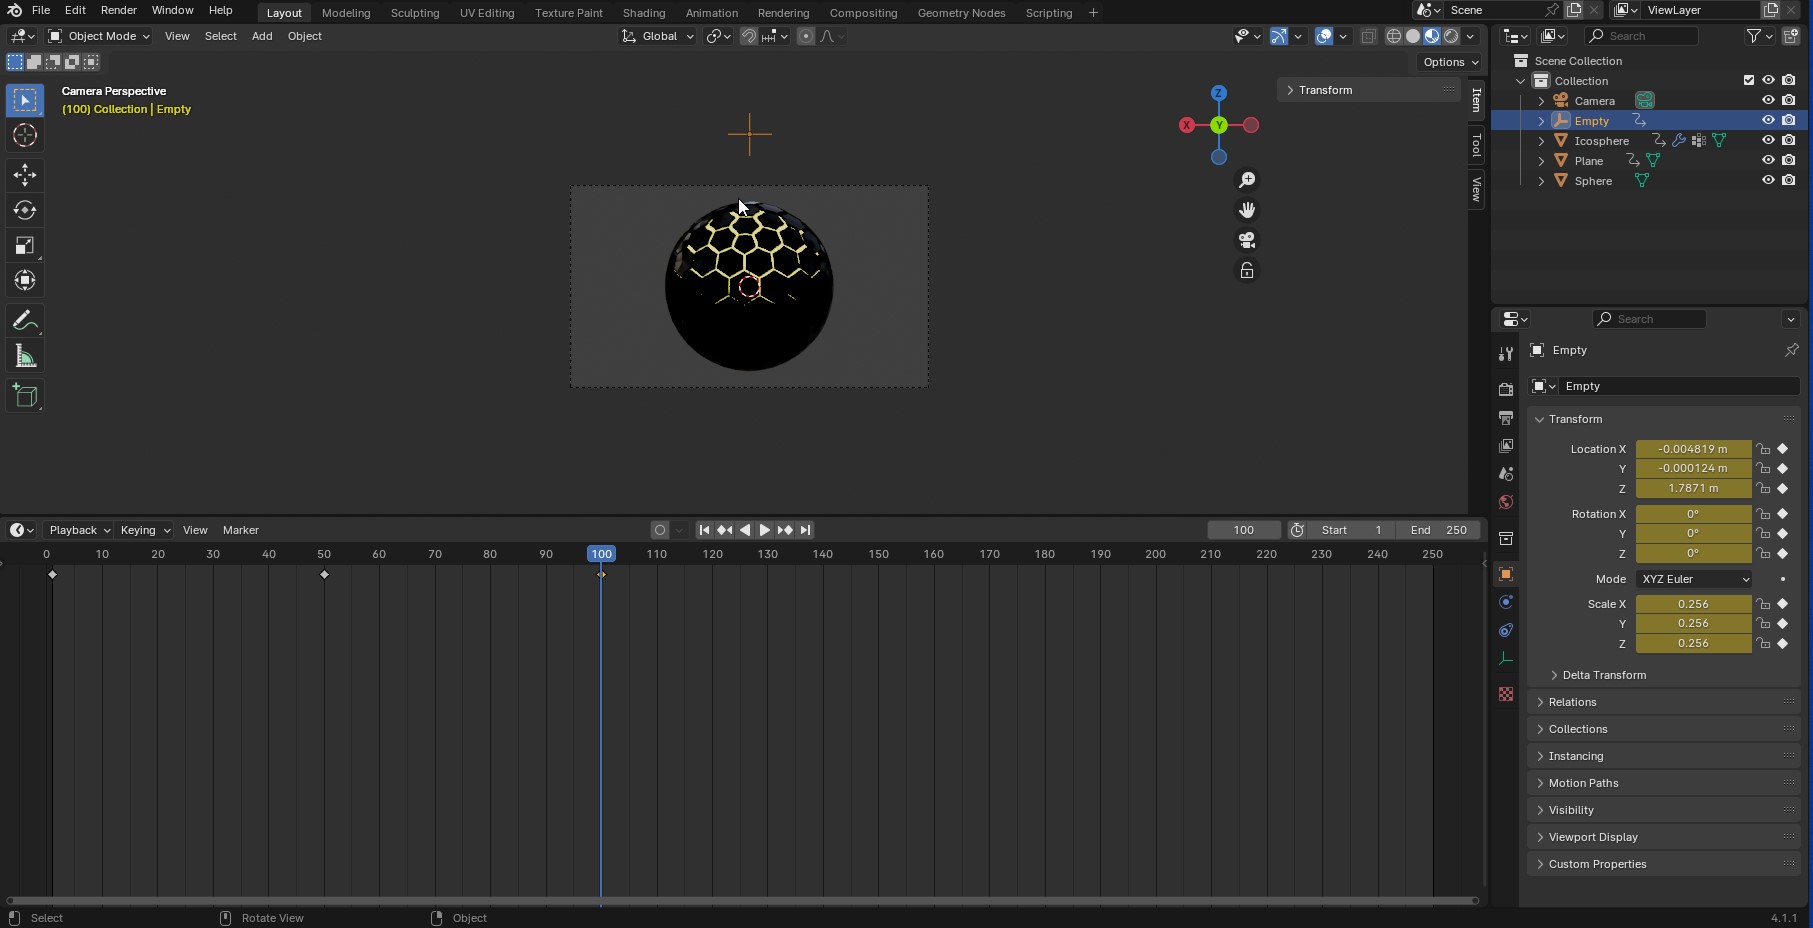 File Edit Render Window Help Layout Modeling Sculpting UV Editing Texture Paint Shading Animation Rendering Compositing Geometry Nodes Scripting + Scene ViewLayer
Object Mode View Select Add Object Global Search
Options
Camera Perspective
(100) Collection | Empty
Transform
Item
Tool
View
Z
X
Y
Scene Collection
Collection
Camera
Empty
Icosphere
Plane
Sphere
Search
Empty
Empty
Transform
Location X -0.004819 m
Y -0.000124 m
Z 1.7871 m
Rotation X 0°
Y 0°
Z 0°
Mode XYZ Euler
Scale X 0.256
Y 0.256
Z 0.256
Delta Transform
Relations
Collections
Instancing
Motion Paths
Visibility
Viewport Display
Custom Properties
Playback Keying View Marker 100 Start 1 End 250
0 10 20 30 40 50 60 70 80 90 100 110 120 130 140 150 160 170 180 190 200 210 220 230 240 250
Select Rotate View Object 4.1.1